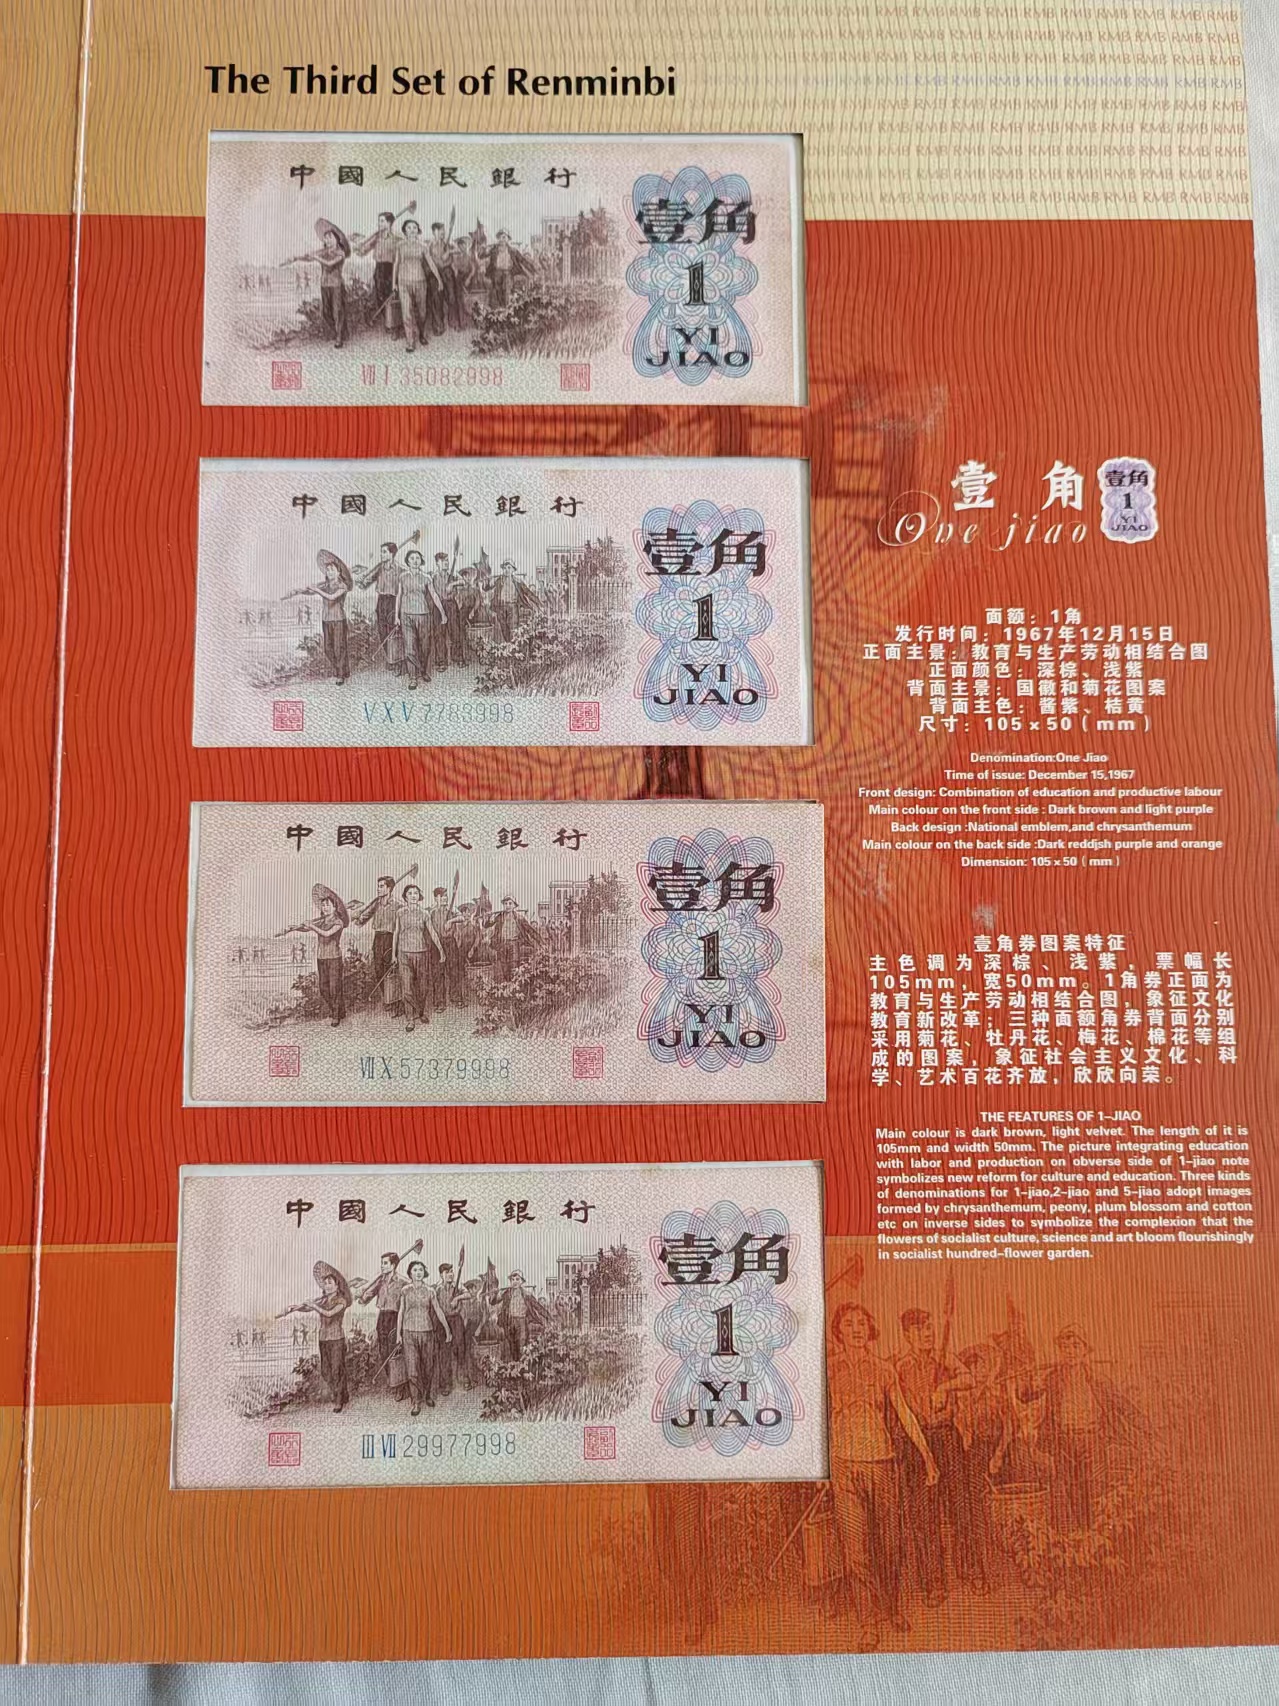 The Third Set of Renminbi
中國人民銀行
壹角
1
YI
JIAO
Ⅷ Ⅰ 35082998
中國人民銀行
壹角
1
YI
JIAO
Ⅴ Ⅹ Ⅴ 7383998
中國人民銀行
壹角
1
YI
JIAO
Ⅶ Ⅹ 57379998
中國人民銀行
壹角
1
YI
JIAO
Ⅲ Ⅶ 29977998
壹 角
One jiao
壹角
1
YI
JIAO
面额：1角
发行时间：1967年12月15日
正面主景：教育与生产劳动相结合图
正面颜色：深棕、浅紫
背面主景：国徽和菊花图案
背面主色：酱紫、桔黄
尺寸：105×50（mm）
Denomination:One Jiao
Time of issue: December 15,1967
Front design: Combination of education and productive labour
Main colour on the front side : Dark brown and light purple
Back design :National emblem,and chrysanthemum
Main colour on the back side :Dark reddjsh purple and orange
Dimension: 105×50（mm）
壹角券图案特征
主色调为深棕、浅紫，票幅长
105mm，宽50mm。1角券正面为
教育与生产劳动相结合图，象征文化
教育新改革；三种面额角券背面分别
采用菊花、牡丹花、梅花、棉花等组
成的图案，象征社会主义文化、科
学、艺术百花齐放，欣欣向荣。
THE FEATURES OF 1–JIAO
Main colour is dark brown, light velvet. The length of it is
105mm and width 50mm. The picture integrating education
with labor and production on obverse side of 1–jiao note
symbolizes new reform for culture and education. Three kinds
of denominations for 1–jiao,2–jiao and 5–jiao adopt images
formed by chrysanthemum, peony, plum blossom and cotton
etc on inverse sides to symbolize the complexion that the
flowers of socialist culture, science and art bloom flourishingly
in socialist hundred–flower garden.